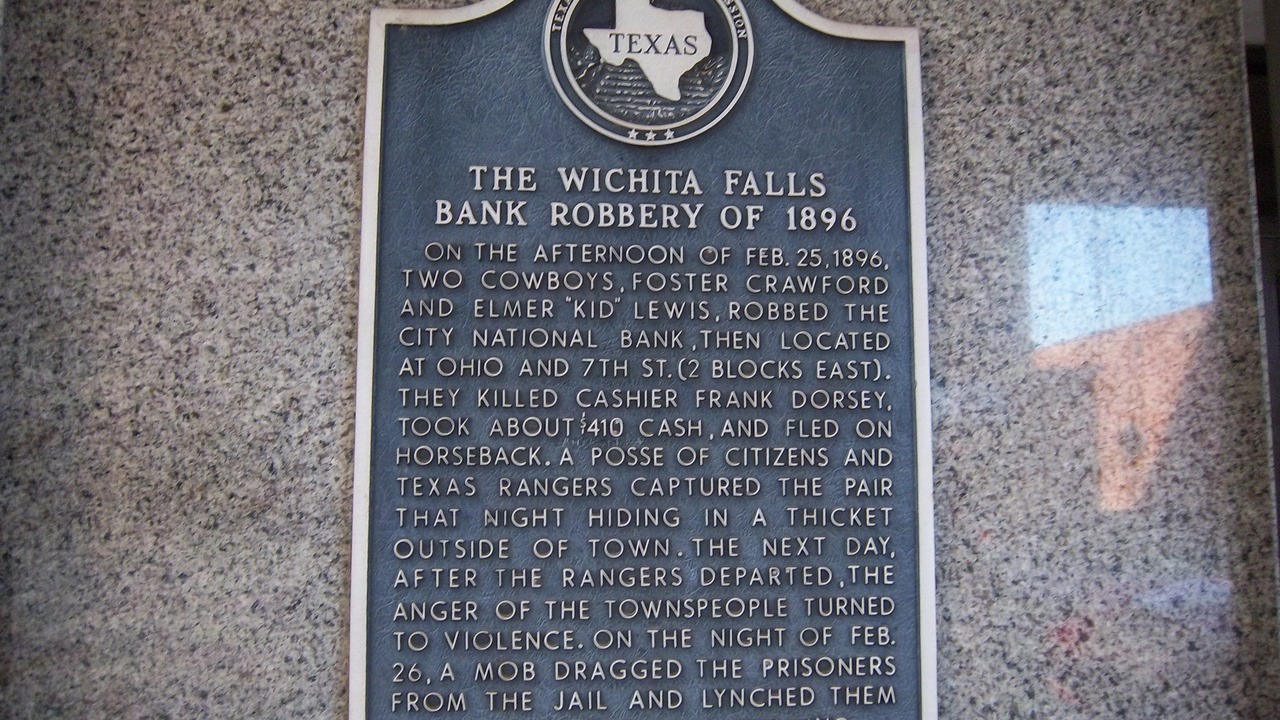 TEXAS
THE WICHITA FALLS
BANK ROBBERY OF 1896
ON THE AFTERNOON OF FEB. 25, 1896,
TWO COWBOYS, FOSTER CRAWFORD
AND ELMER "KID" LEWIS, ROBBED THE
CITY NATIONAL BANK, THEN LOCATED
AT OHIO AND 7TH ST. (2 BLOCKS EAST).
THEY KILLED CASHIER FRANK DORSEY,
TOOK ABOUT $410 CASH, AND FLED ON
HORSEBACK. A POSSE OF CITIZENS AND
TEXAS RANGERS CAPTURED THE PAIR
THAT NIGHT HIDING IN A THICKET
OUTSIDE OF TOWN. THE NEXT DAY,
AFTER THE RANGERS DEPARTED, THE
ANGER OF THE TOWNSPEOPLE TURNED
TO VIOLENCE. ON THE NIGHT OF FEB.
26, A MOB DRAGGED THE PRISONERS
FROM THE JAIL AND LYNCHED THEM